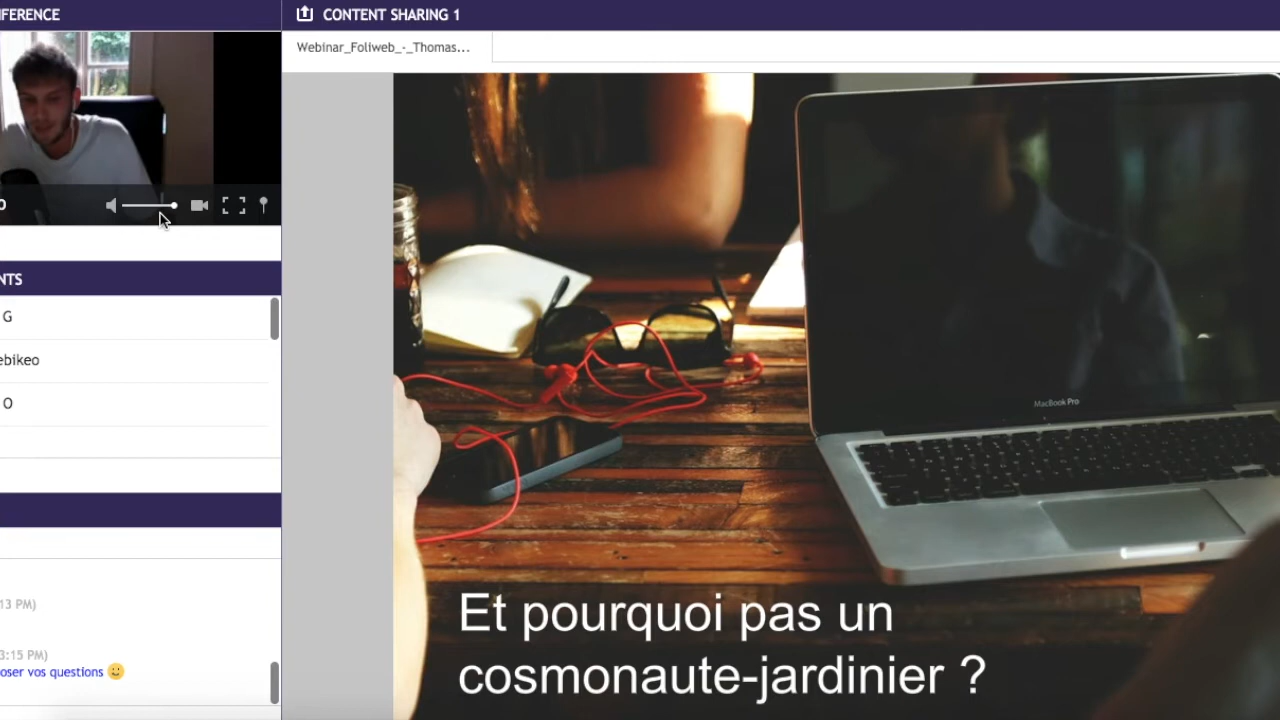 FERENCE
CONTENT SHARING 1
Webinar_Foliweb_-_Thomas...
NTS
G
ebikeo
O
13 PM)
3:15 PM)
oser vos questions
MacBook Pro
Et pourquoi pas un
cosmonaute-jardinier ?